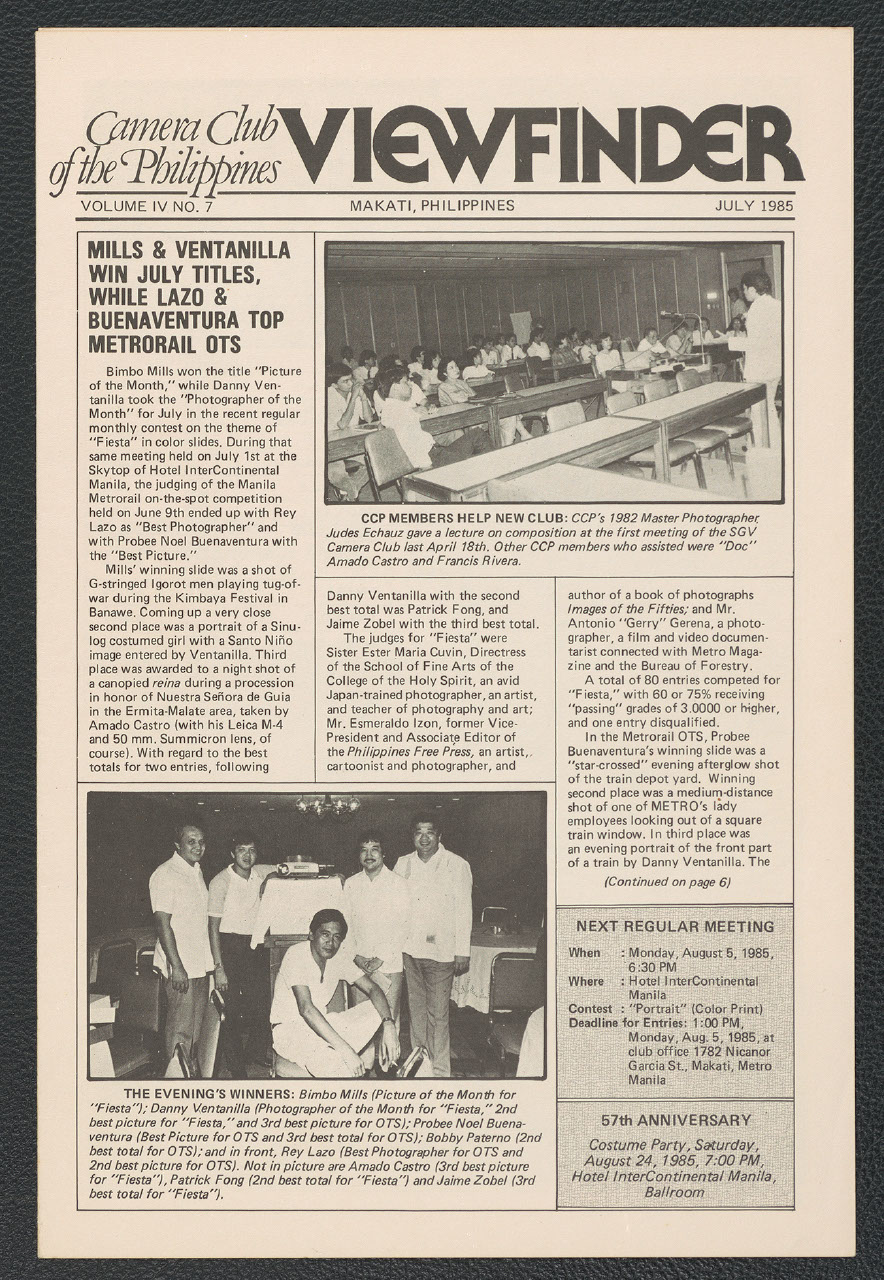 Camera Club
of the Philippines
VIEWFINDER
VOLUME IV NO. 7
MAKATI, PHILIPPINES
JULY 1985
MILLS & VENTANILLA
WIN JULY TITLES,
WHILE LAZO &
BUENAVENTURA TOP
METRORAIL OTS
Bimbo Mills won the title "Picture
of the Month," while Danny Ven-
tanilla took the "Photographer of the
Month" for July in the recent regular
monthly contest on the theme of
"Fiesta" in color slides. During that
same meeting held on July 1st at the
Skytop of Hotel InterContinental
Manila, the judging of the Manila
Metrorail on-the-spot competition
held on June 9th ended up with Rey
Lazo as "Best Photographer" and
with Probee Noel Buenaventura with
the "Best Picture."
Mills' winning slide was a shot of
G-stringed Igorot men playing tug-of-
war during the Kimbaya Festival in
Banawe. Coming up a very close
second place was a portrait of a Sinu-
log costumed girl with a Santo Niño
image entered by Ventanilla. Third
place was awarded to a night shot of
a canopied reina during a procession
in honor of Nuestra Señora de Guia
in the Ermita-Malate area, taken by
Amado Castro (with his Leica M-4
and 50 mm. Summicron lens, of
course). With regard to the best
totals for two entries, following
CCP MEMBERS HELP NEW CLUB: CCP's 1982 Master Photographer
Judes Echauz gave a lecture on composition at the first meeting of the SGV
Camera Club last April 18th. Other CCP members who assisted were "Doc"
Amado Castro and Francis Rivera.
Danny Ventanilla with the second
best total was Patrick Fong, and
Jaime Zobel with the third best total.
The judges for "Fiesta" were
Sister Ester Maria Cuvin, Directress
of the School of Fine Arts of the
College of the Holy Spirit, an avid
Japan-trained photographer, an artist,
and teacher of photography and art;
Mr. Esmeraldo Izon, former Vice-
President and Associate Editor of
the Philippines Free Press, an artist,
cartoonist and photographer, and
author of a book of photographs
Images of the Fifties; and Mr.
Antonio "Gerry" Gerena, a photo-
grapher, a film and video documen-
tarist connected with Metro Maga-
zine and the Bureau of Forestry.
A total of 80 entries competed for
"Fiesta," with 60 or 75% receiving
"passing" grades of 3.0000 or higher,
and one entry disqualified.
In the Metrorail OTS, Probee
Buenaventura's winning slide was a
"star-crossed" evening afterglow shot
of the train depot yard. Winning
second place was a medium-distance
shot of one of METRO's lady
employees looking out of a square
train window. In third place was
an evening portrait of the front part
of a train by Danny Ventanilla. The
(Continued on page 6)
THE EVENING'S WINNERS: Bimbo Mills (Picture of the Month for
"Fiesta"); Danny Ventanilla (Photographer of the Month for "Fiesta," 2nd
best picture for "Fiesta," and 3rd best picture for OTS); Probee Noel Buena-
ventura (Best Picture for OTS and 3rd best total for OTS); Bobby Paterno (2nd
best total for OTS); and in front, Rey Lazo (Best Photographer for OTS and
2nd best picture for OTS). Not in picture are Amado Castro (3rd best picture
for "Fiesta"), Patrick Fong (2nd best total for "Fiesta") and Jaime Zobel (3rd
best total for "Fiesta").
NEXT REGULAR MEETING
When : Monday, August 5, 1985,
6:30 PM
Where : Hotel InterContinental
Manila
Contest : "Portrait" (Color Print)
Deadline for Entries: 1:00 PM,
Monday, Aug. 5, 1985, at
club office 1782 Nicanor
Garcia St., Makati, Metro
Manila
57th ANNIVERSARY
Costume Party, Saturday,
August 24, 1985, 7:00 PM,
Hotel InterContinental Manila,
Ballroom